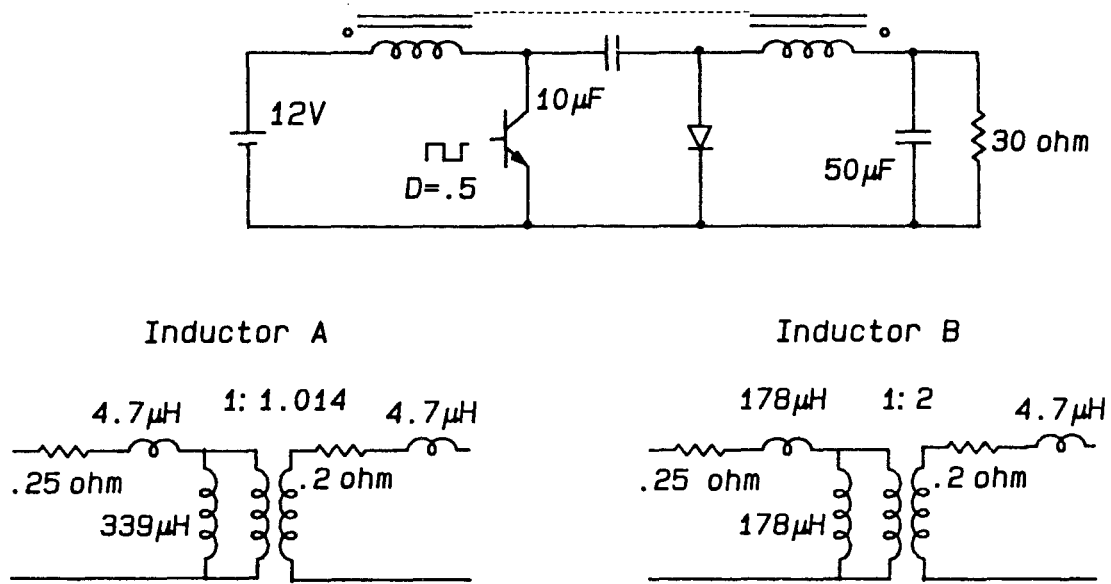 12V
10µF
D=.5
50µF
30 ohm
Inductor A
Inductor B
4.7µH
1: 1.014
4.7µH
.25 ohm
.2 ohm
339µH
178µH
1: 2
4.7µH
.25 ohm
.2 ohm
178µH